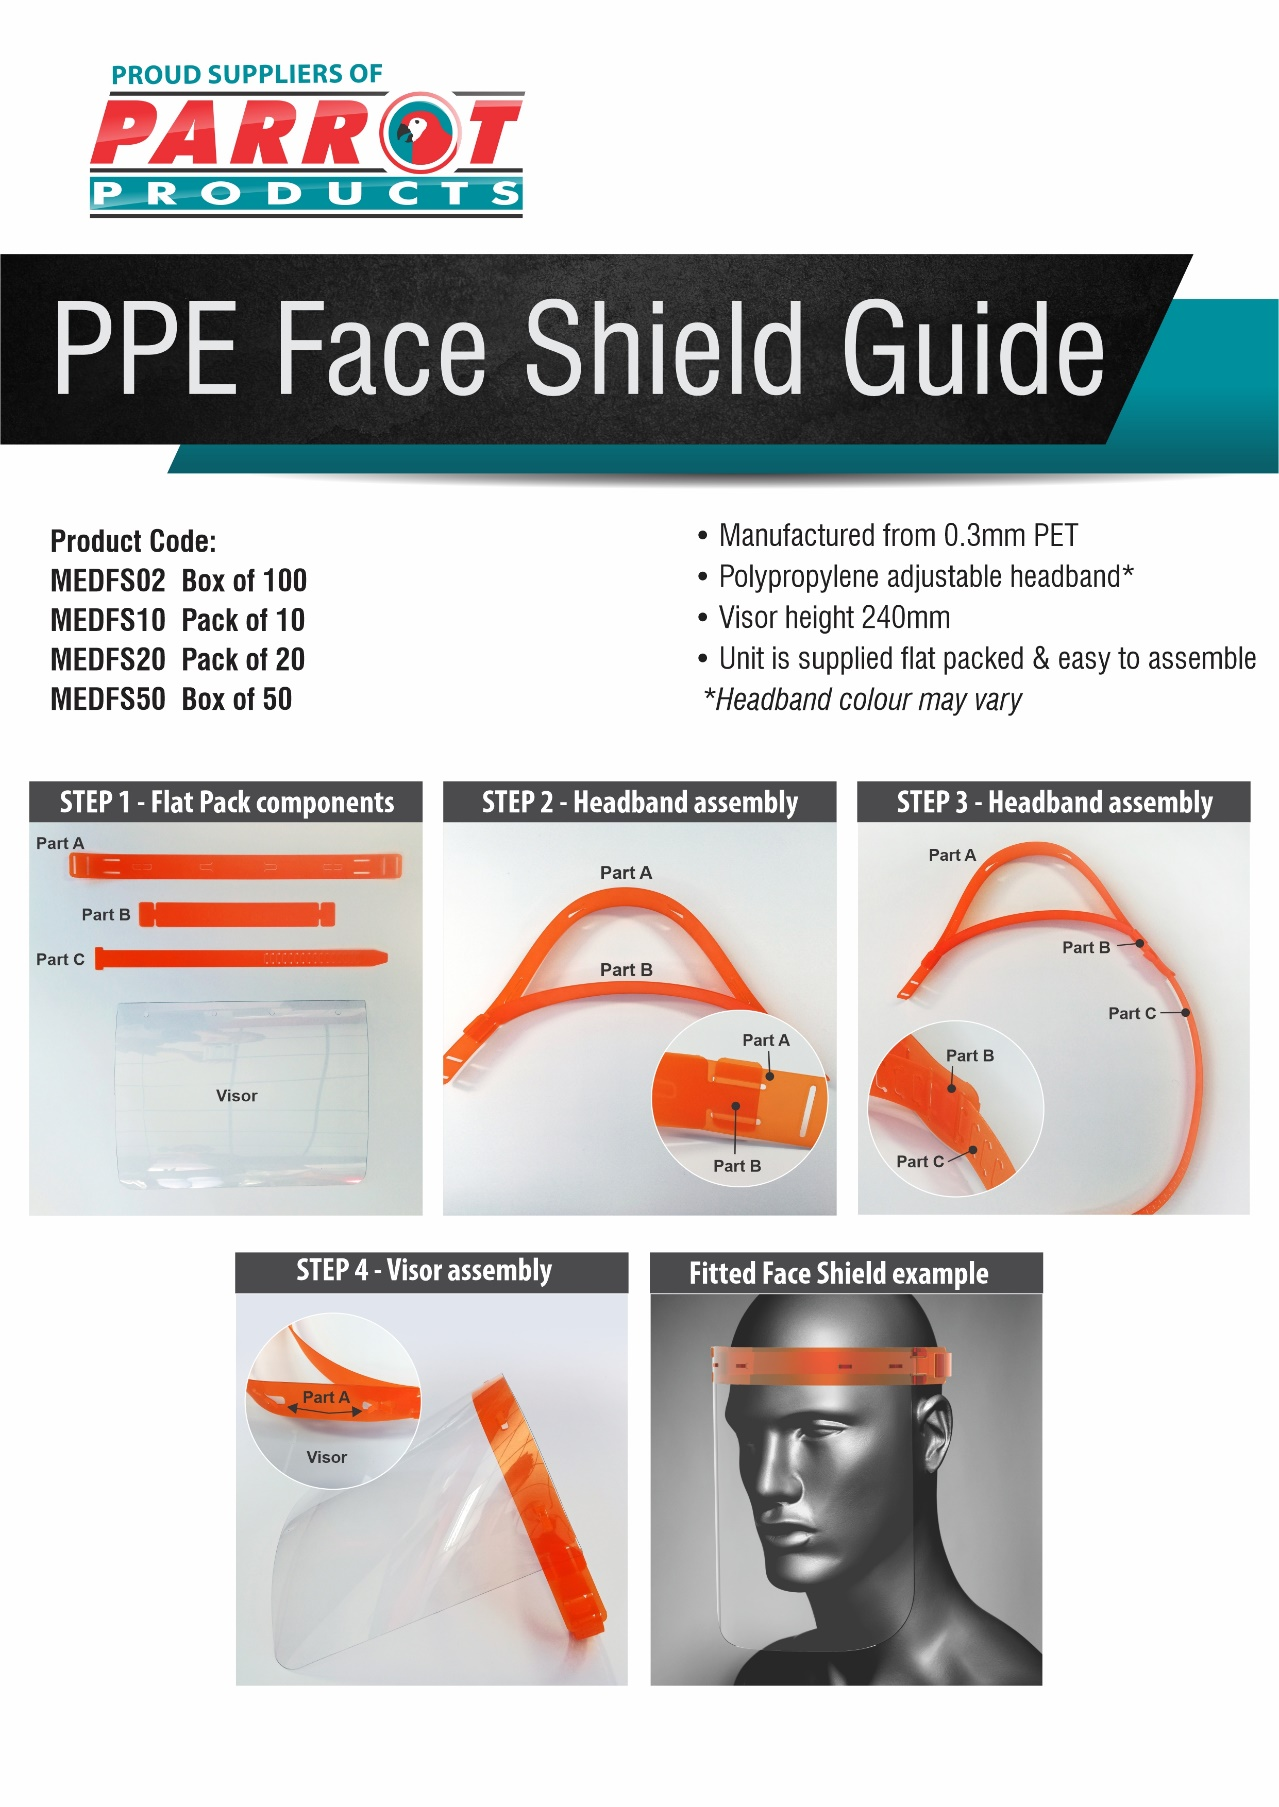 PROUD SUPPLIERS OF
PARROT
PRODUCTS
PPE Face Shield Guide
Product Code:
MEDFS02 Box of 100
MEDFS10 Pack of 10
MEDFS20 Pack of 20
MEDFS50 Box of 50
• Manufactured from 0.3mm PET
• Polypropylene adjustable headband*
• Visor height 240mm
• Unit is supplied flat packed & easy to assemble
*Headband colour may vary
STEP 1 - Flat Pack components
Part A
Part B
Part C
Visor
STEP 2 - Headband assembly
Part A
Part B
Part A
Part B
STEP 3 - Headband assembly
Part A
Part B
Part C
Part B
Part C
STEP 4 - Visor assembly
Part A
Visor
Fitted Face Shield example